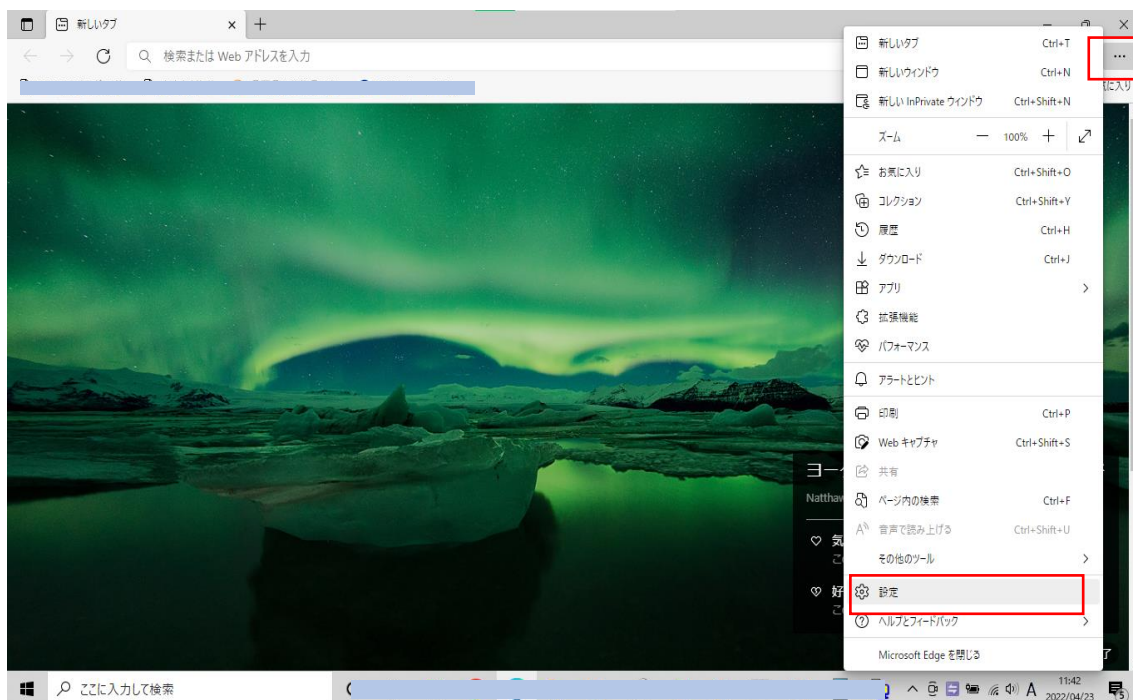 新しいタブ
検索または Web アドレスを入力
新しいタブ Ctrl+T
新しいウィンドウ Ctrl+N
新しい InPrivate ウィンドウ Ctrl+Shift+N
ズーム 100%
お気に入り Ctrl+Shift+O
コレクション Ctrl+Shift+Y
履歴 Ctrl+H
ダウンロード Ctrl+J
アプリ
拡張機能
パフォーマンス
アラートとヒント
印刷 Ctrl+P
Web キャプチャ Ctrl+Shift+S
共有
ページ内の検索 Ctrl+F
音声で読み上げる Ctrl+Shift+U
その他のツール
設定
ヘルプとフィードバック
Microsoft Edge を閉じる
ここに入力して検索
A
11:42
2022/04/23
5